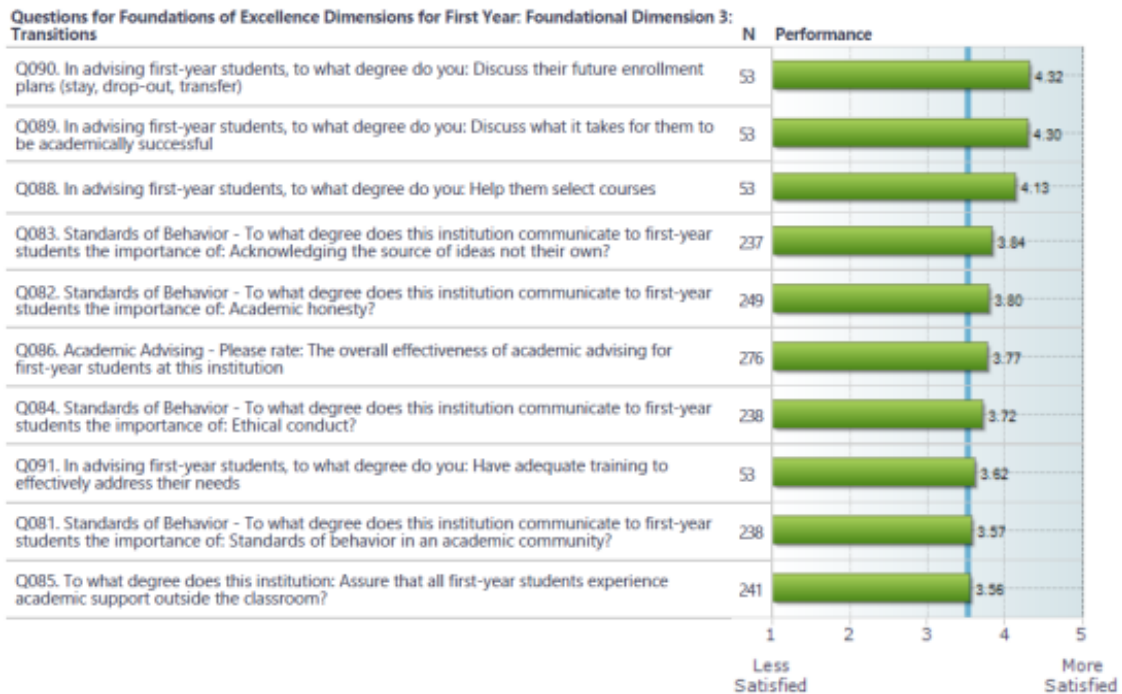 Questions for Foundations of Excellence Dimensions for First Year: Foundational Dimension 3:
Transitions N Performance
Q090. In advising first-year students, to what degree do you: Discuss their future enrollment
plans (stay, drop-out, transfer) 53 4.32
Q089. In advising first-year students, to what degree do you: Discuss what it takes for them to
be academically successful 53 4.30
Q088. In advising first-year students, to what degree do you: Help them select courses 53 4.13
Q083. Standards of Behavior - To what degree does this institution communicate to first-year
students the importance of: Acknowledging the source of ideas not their own? 237 3.84
Q082. Standards of Behavior - To what degree does this institution communicate to first-year
students the importance of: Academic honesty? 249 3.80
Q086. Academic Advising - Please rate: The overall effectiveness of academic advising for
first-year students at this institution 276 3.77
Q084. Standards of Behavior - To what degree does this institution communicate to first-year
students the importance of: Ethical conduct? 238 3.72
Q091. In advising first-year students, to what degree do you: Have adequate training to
effectively address their needs 53 3.62
Q081. Standards of Behavior - To what degree does this institution communicate to first-year
students the importance of: Standards of behavior in an academic community? 238 3.57
Q085. To what degree does this institution: Assure that all first-year students experience
academic support outside the classroom? 241 3.56
1 2 3 4 5
Less More
Satisfied Satisfied